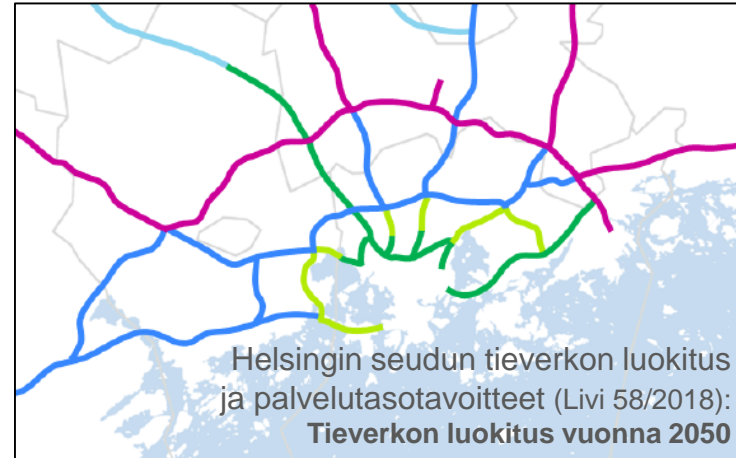 Helsingin seudun tieverkon luokitus
ja palvelutasotavoitteet (Livi 58/2018):
Tieverkon luokitus vuonna 2050